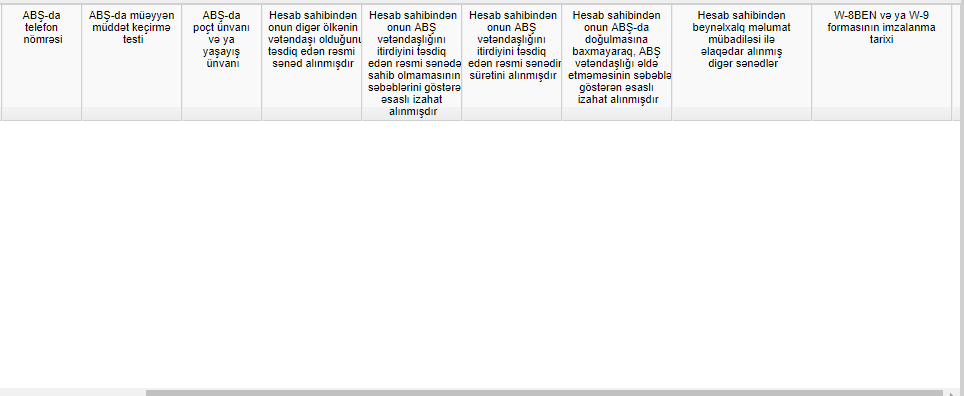 ABŞ-da
telefon
nömrəsi
ABŞ-da müəyyən
müddət keçirmə
testi
ABŞ-da
poçt ünvanı
və ya
yaşayış
ünvanı
Hesab sahibindən
onun digər ölkənin
vətəndaşı olduğunu
təsdiq edən rəsmi
sənəd alınmışdır
Hesab sahibindən
onun ABŞ
vətəndaşlığını
itirdiyini təsdiq
edən rəsmi sənədə
sahib olmamasının
səbəblərini göstərə
əsaslı izahat
alınmışdır
Hesab sahibindən
onun ABŞ
vətəndaşlığını
itirdiyini təsdiq
edən rəsmi sənədin
surətini alınmışdır
Hesab sahibindən
onun ABŞ-da
doğulmasına
baxmayaraq, ABŞ
vətəndaşlığı əldə
etməməsinin səbəblə
göstərən əsaslı
izahat alınmışdır
Hesab sahibindən
beynəlxalq məlumat
mübadiləsi ilə
əlaqədar alınmış
digər sənədlər
W-8BEN və ya W-9
formasının imzalanma
tarixi